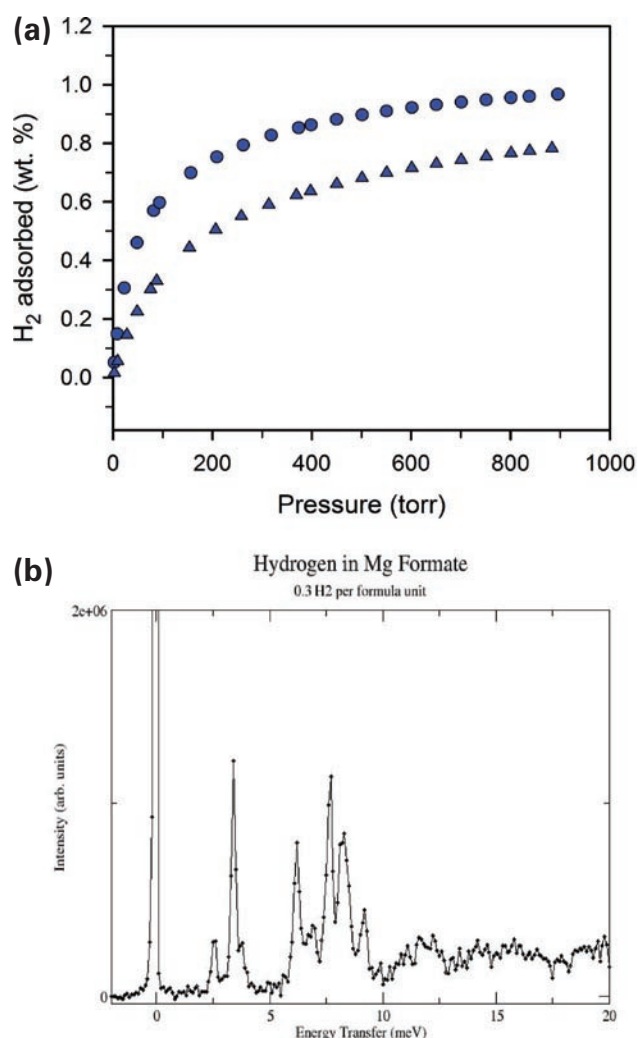 (a)
1.2
1.0
0.8
0.6
0.4
0.2
0.0
H2 adsorbed (wt. %)
0 200 400 600 800 1000
Pressure (torr)
(b)
Hydrogen in Mg Formate
0.3 H2 per formula unit
2e+06
Intensity (arb. units)
0
0 5 10 15 20
Energy Transfer (meV)